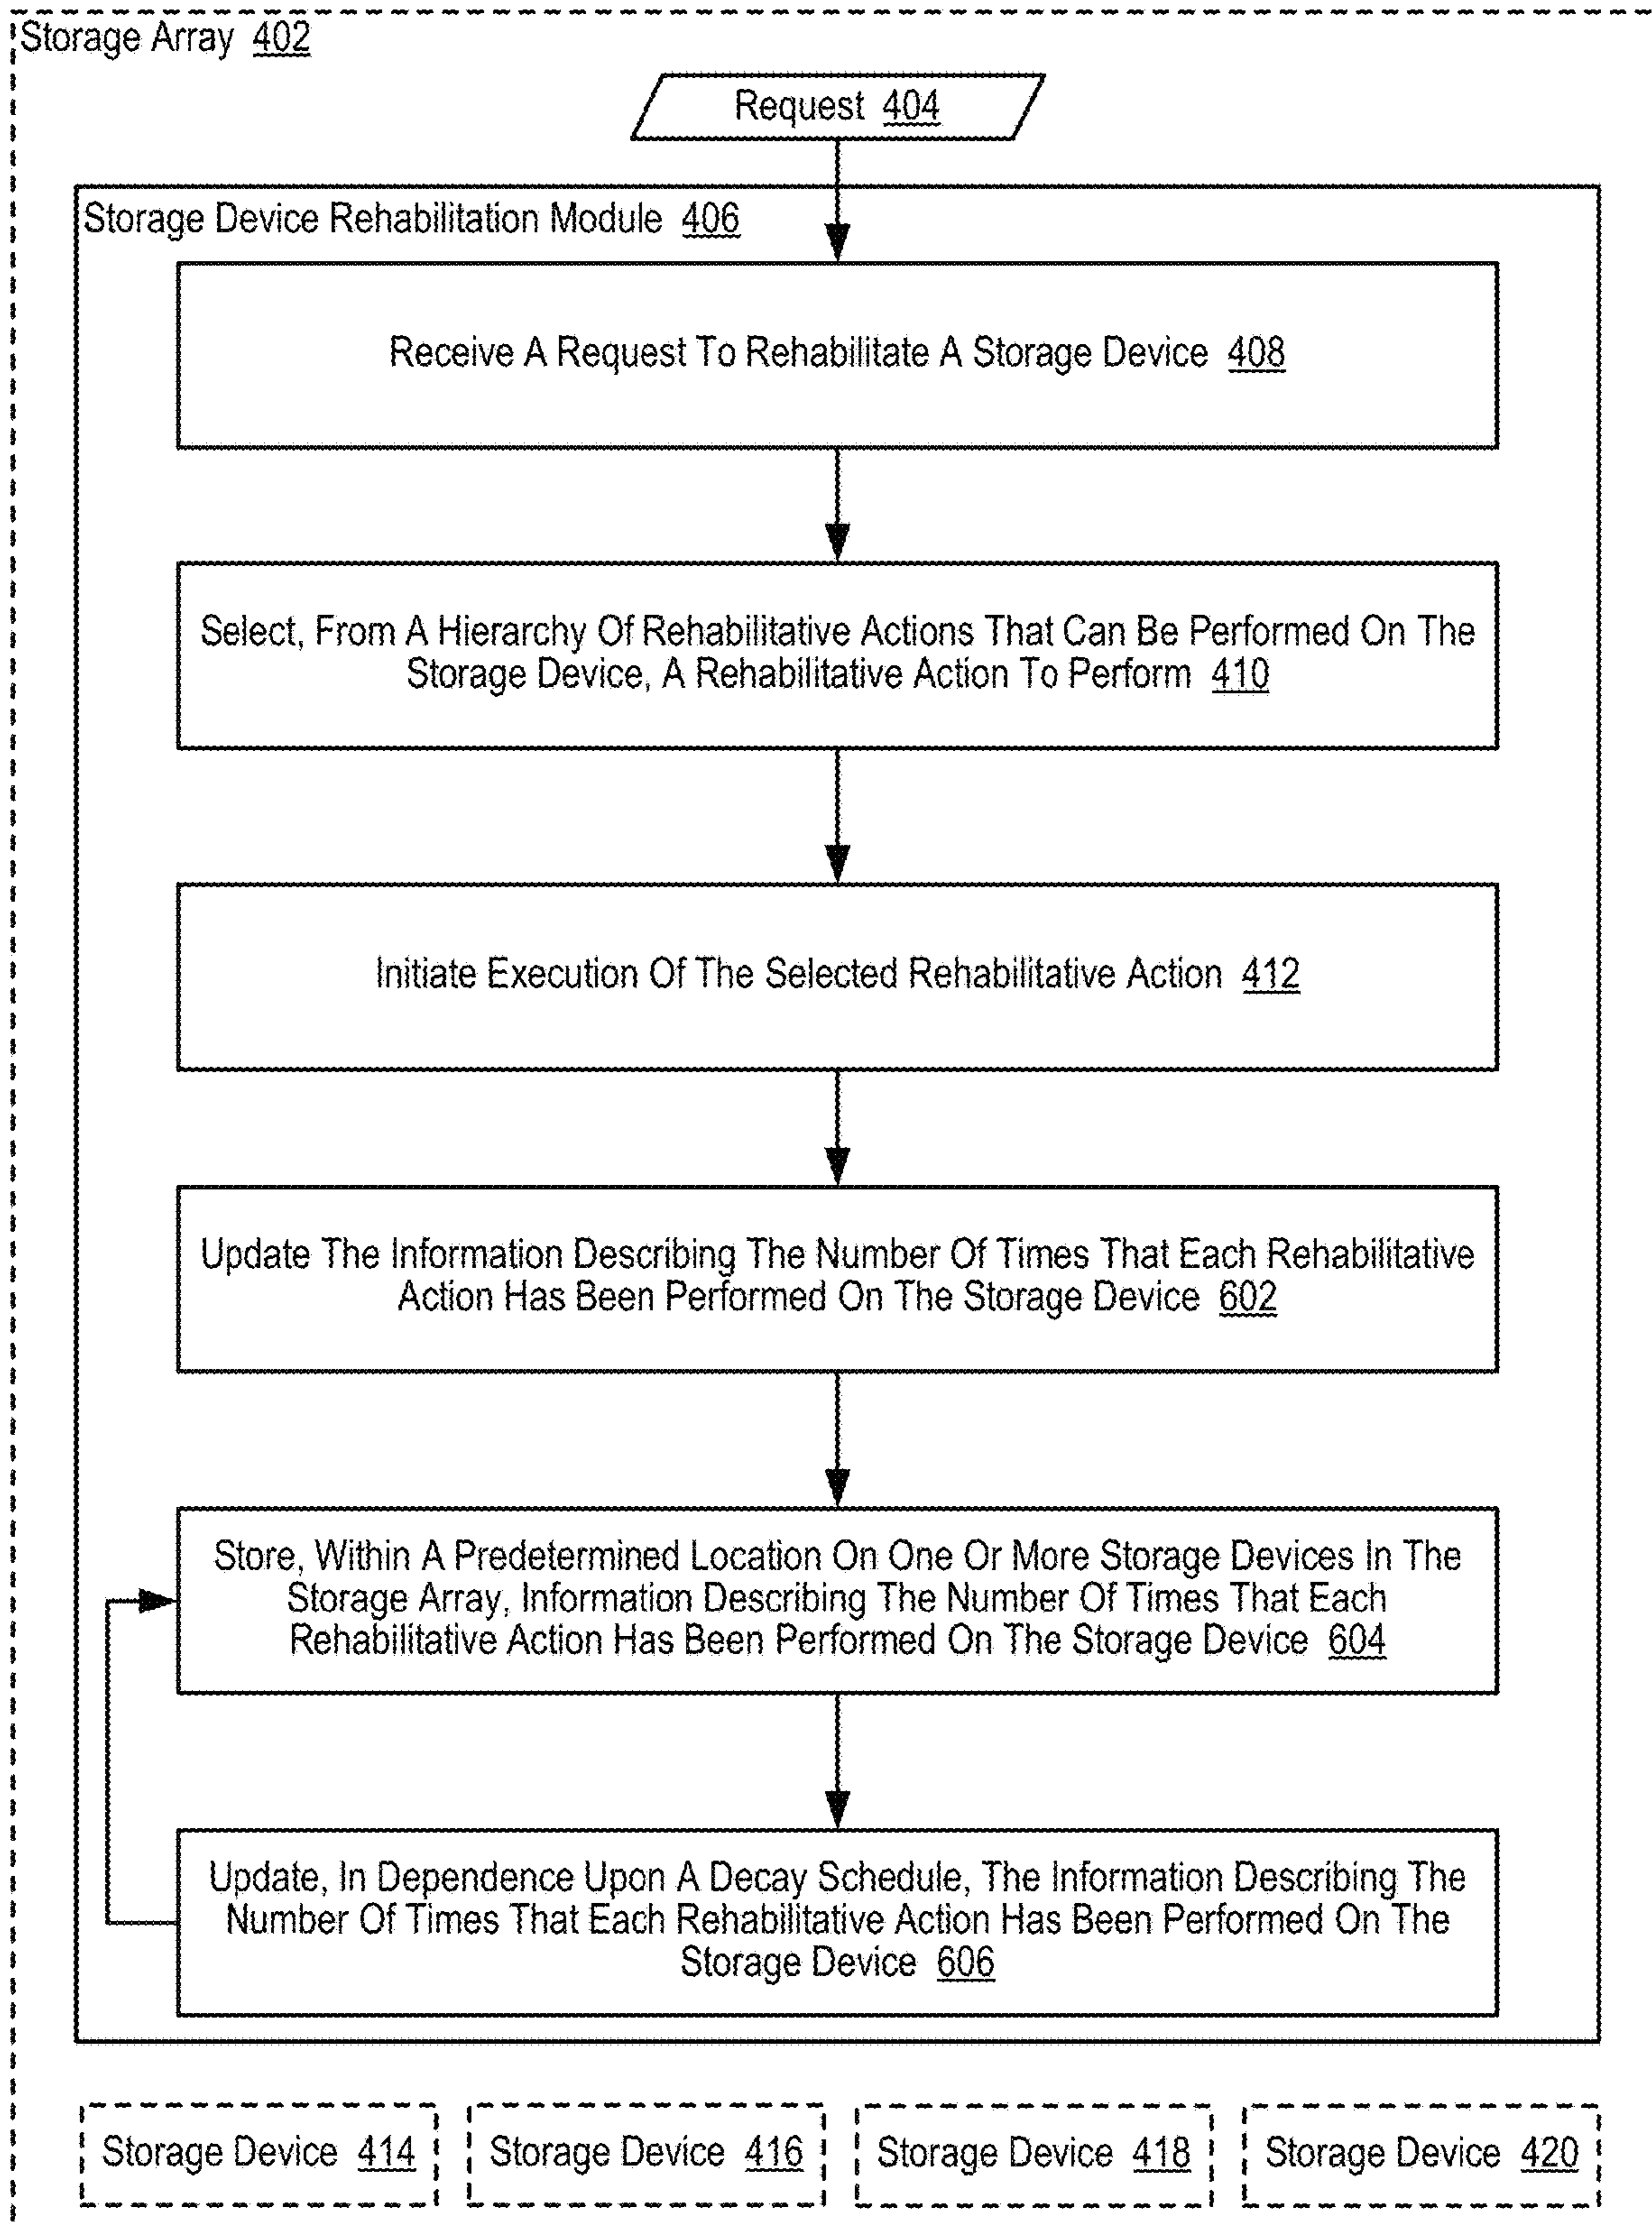 Storage Array 402
Request 404
Storage Device Rehabilitation Module 406
Receive A Request To Rehabilitate A Storage Device 408
Select, From A Hierarchy Of Rehabilitative Actions That Can Be Performed On The
Storage Device, A Rehabilitative Action To Perform 410
Initiate Execution Of The Selected Rehabilitative Action 412
Update The Information Describing The Number Of Times That Each Rehabilitative
Action Has Been Performed On The Storage Device 602
Store, Within A Predetermined Location On One Or More Storage Devices In The
Storage Array, Information Describing The Number Of Times That Each
Rehabilitative Action Has Been Performed On The Storage Device 604
Update, In Dependence Upon A Decay Schedule, The Information Describing The
Number Of Times That Each Rehabilitative Action Has Been Performed On The
Storage Device 606
Storage Device 414
Storage Device 416
Storage Device 418
Storage Device 420